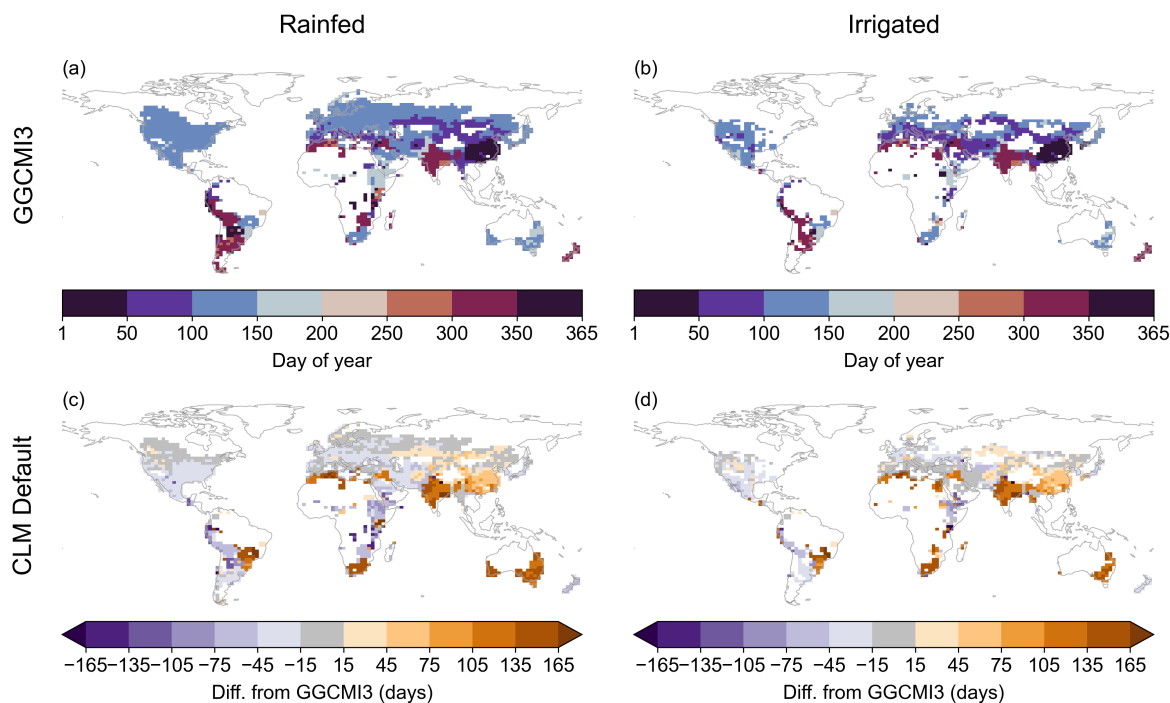 Rainfed Irrigated
(a) (b)
GGCMI3
1 50 100 150 200 250 300 350 365 1 50 100 150 200 250 300 350 365
Day of year Day of year
(c) (d)
CLM Default
−165 −135 −105 −75 −45 −15 15 45 75 105 135 165 −165 −135 −105 −75 −45 −15 15 45 75 105 135 165
Diff. from GGCMI3 (days) Diff. from GGCMI3 (days)